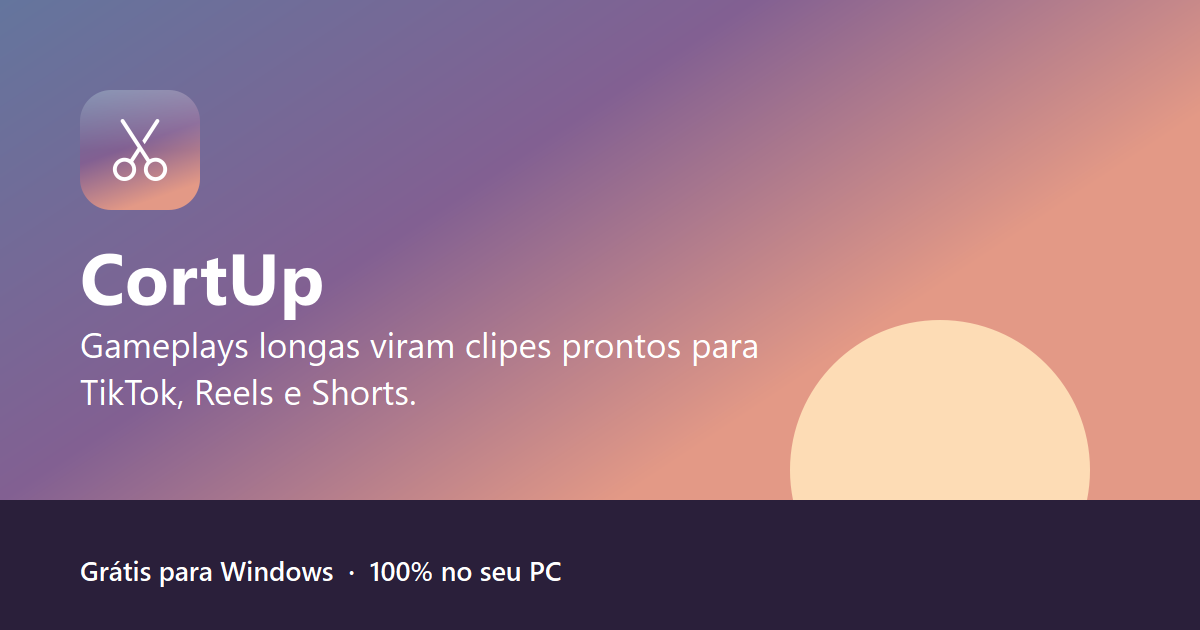 CortUp
Gameplays longas viram clipes prontos para
TikTok, Reels e Shorts.
Grátis para Windows · 100% no seu PC